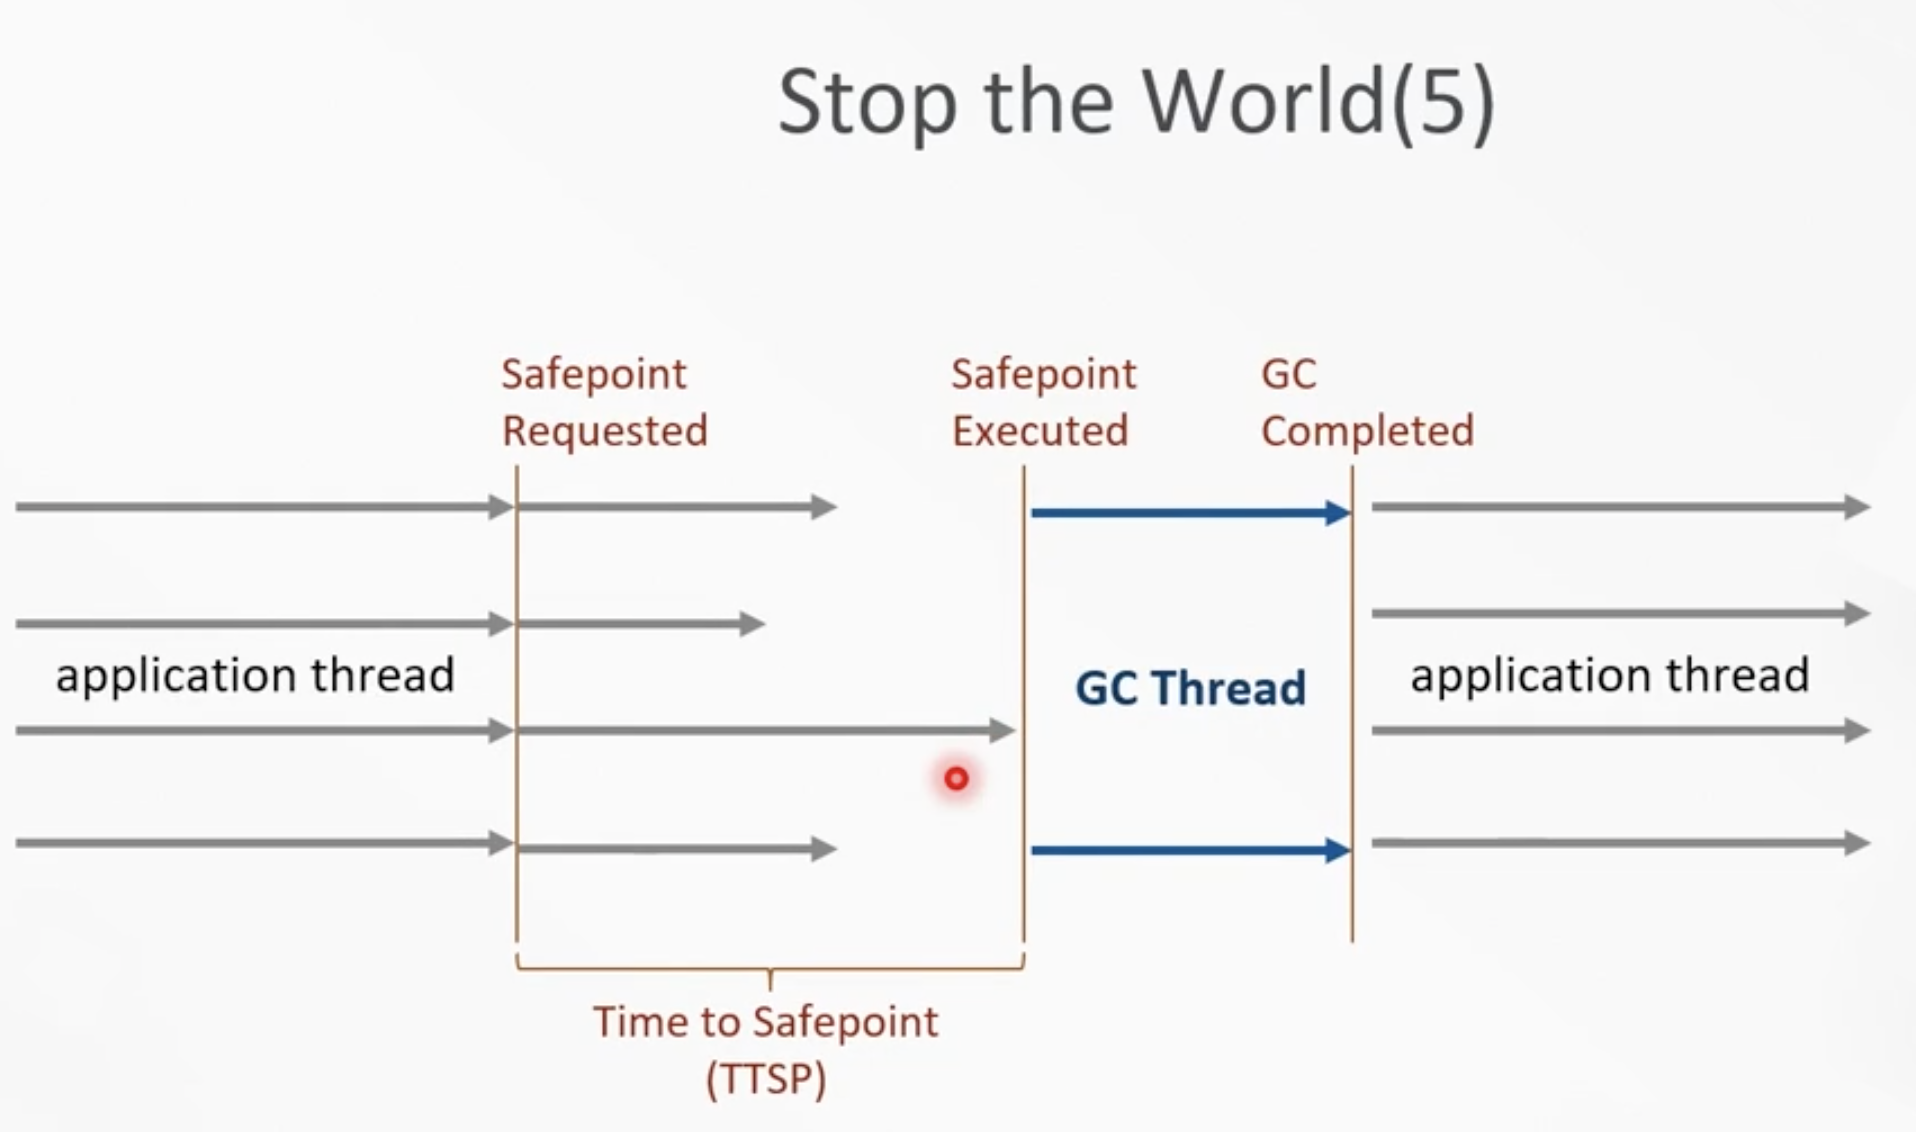 Stop the World(5)
Safepoint
Requested
Safepoint
Executed
GC
Completed
application thread
GC Thread
application thread
Time to Safepoint
(TTSP)